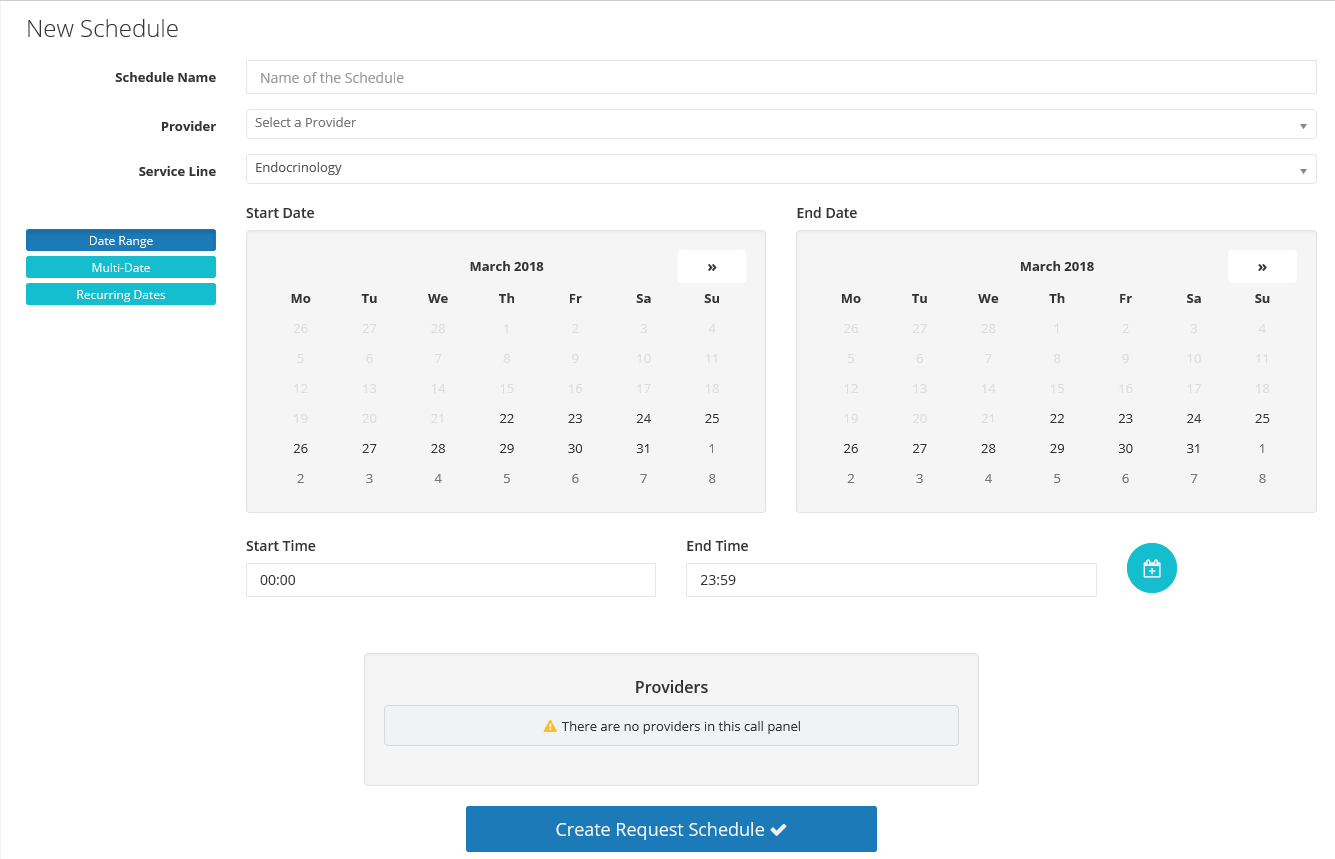 New Schedule
Schedule Name
Name of the Schedule
Provider
Select a Provider
Service Line
Endocrinology
Date Range
Multi-Date
Recurring Dates
Start Date
March 2018 »
Mo Tu We Th Fr Sa Su
26 27 28 1 2 3 4
5 6 7 8 9 10 11
12 13 14 15 16 17 18
19 20 21 22 23 24 25
26 27 28 29 30 31 1
2 3 4 5 6 7 8
End Date
March 2018 »
Mo Tu We Th Fr Sa Su
26 27 28 1 2 3 4
5 6 7 8 9 10 11
12 13 14 15 16 17 18
19 20 21 22 23 24 25
26 27 28 29 30 31 1
2 3 4 5 6 7 8
Start Time
00:00
End Time
23:59
Providers
There are no providers in this call panel
Create Request Schedule